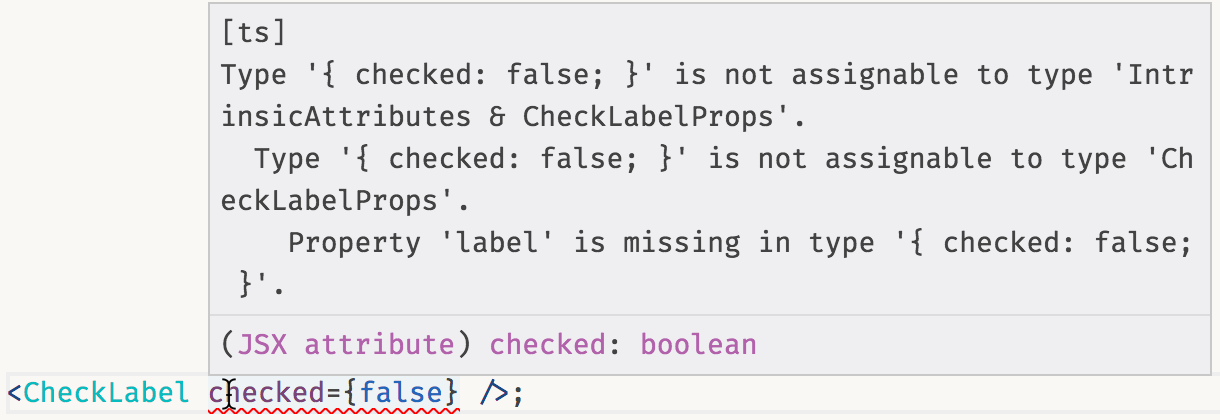 [ts]
Type '{ checked: false; }' is not assignable to type 'Intr
insicAttributes & CheckLabelProps'.
  Type '{ checked: false; }' is not assignable to type 'Ch
eckLabelProps'.
    Property 'label' is missing in type '{ checked: false;
 }'.
(JSX attribute) checked: boolean
<CheckLabel checked={false} />;